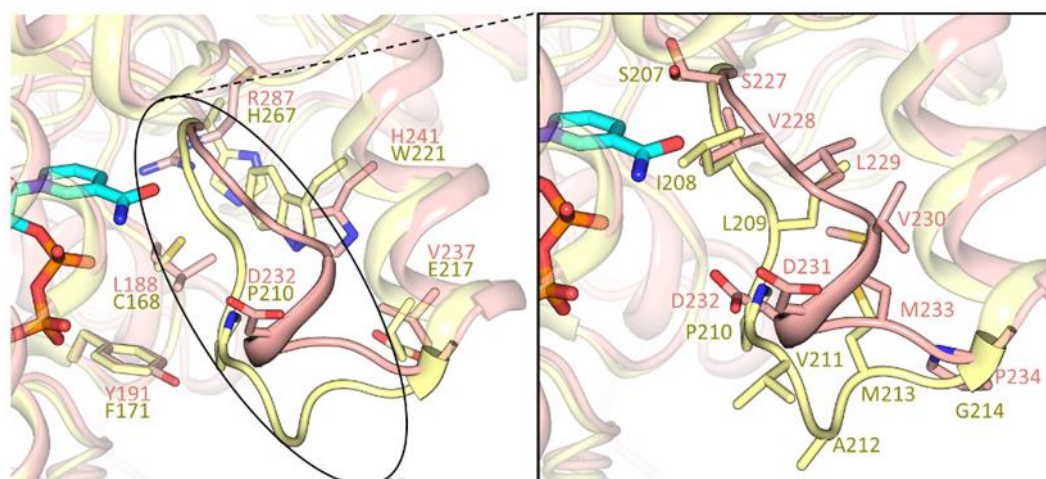 R287
H267
H241
W221
L188
C168
D232
P210
V237
E217
Y191
F171
S207
S227
V228
I208
L229
L209
V230
D231
D232
P210
M233
V211
P234
M213
G214
A212